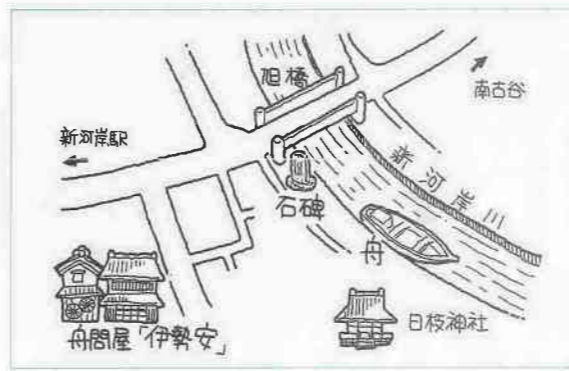 旭橋
南古谷
新河岸駅
新河岸川
石碑
舟
舟問屋「伊勢安」
日枝神社